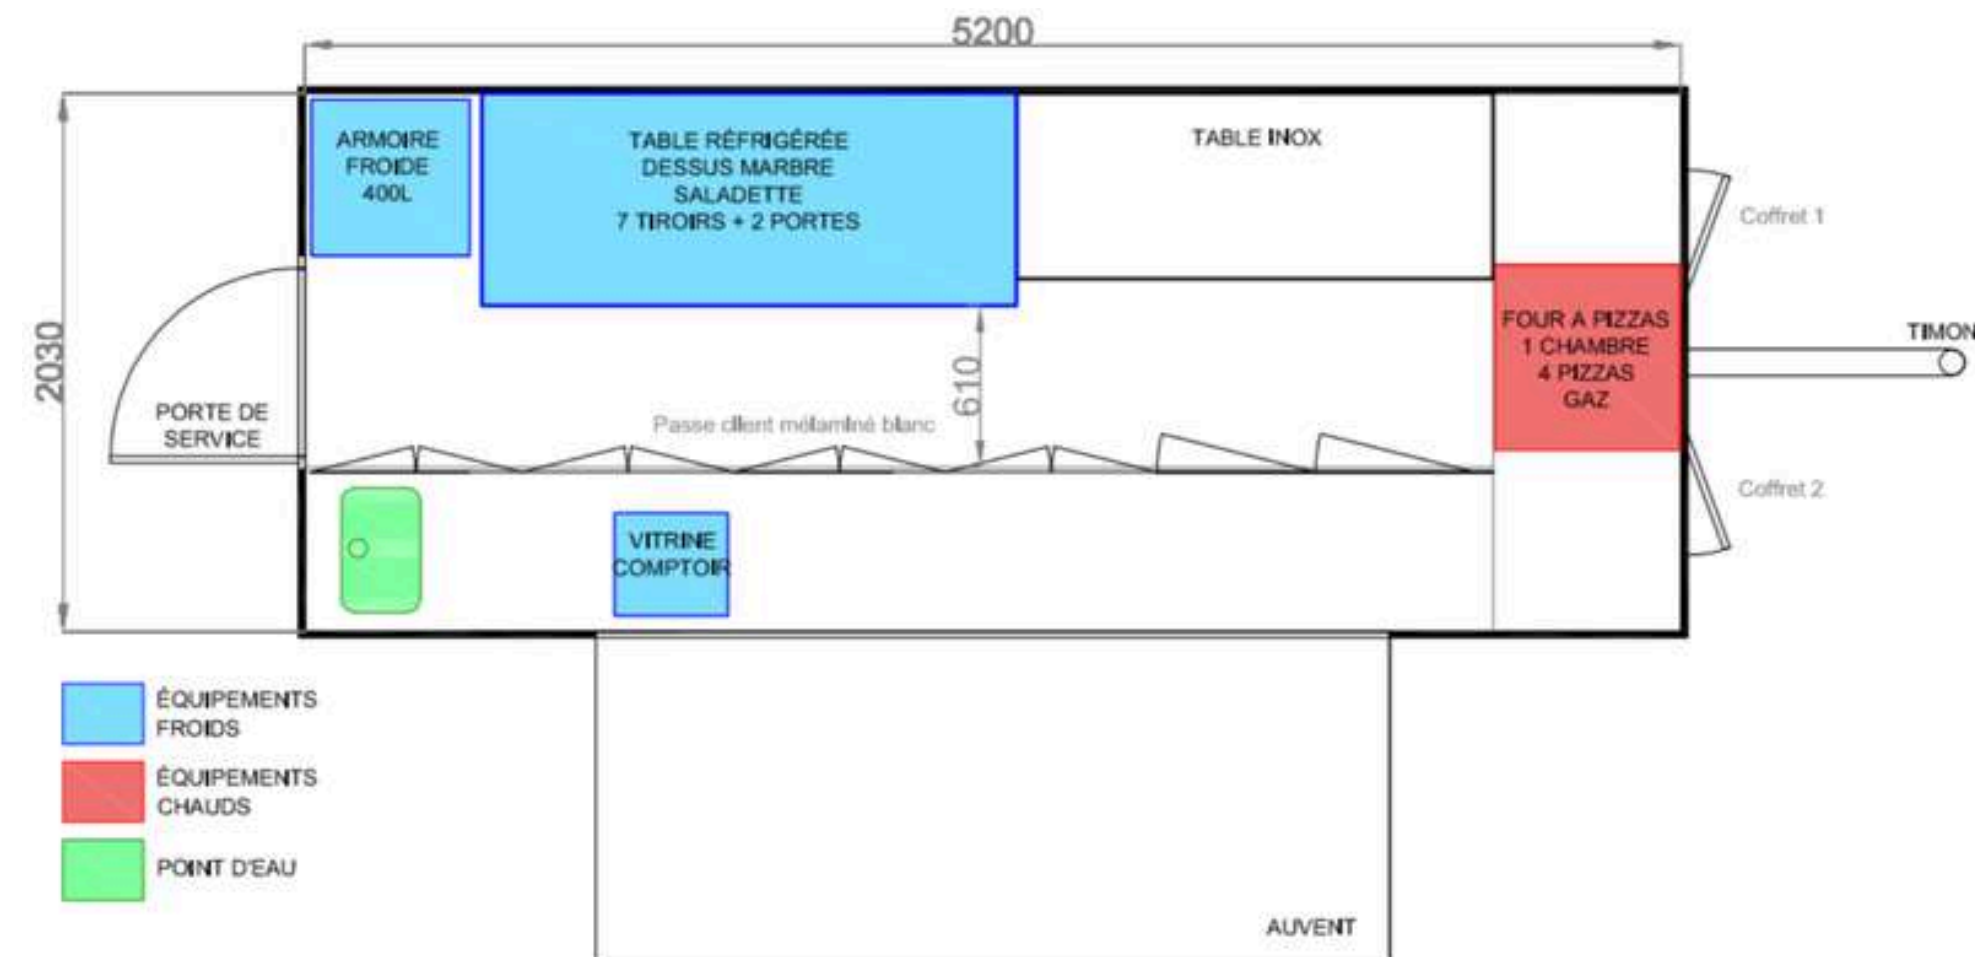 5200
ARMOIRE
FROIDE
400L
TABLE RÉFRIGÉRÉE
DESSUS MARBRE
SALADETTE
7 TIROIRS + 2 PORTES
TABLE INOX
Coffret 1
2030
FOUR A PIZZAS
1 CHAMBRE
4 PIZZAS
GAZ
TIMON
610
PORTE DE
SERVICE
Passe client mélaminé blanc
Coffret 2
VITRINE
COMPTOIR
ÉQUIPEMENTS
FROIDS
ÉQUIPEMENTS
CHAUDS
POINT D'EAU
AUVENT